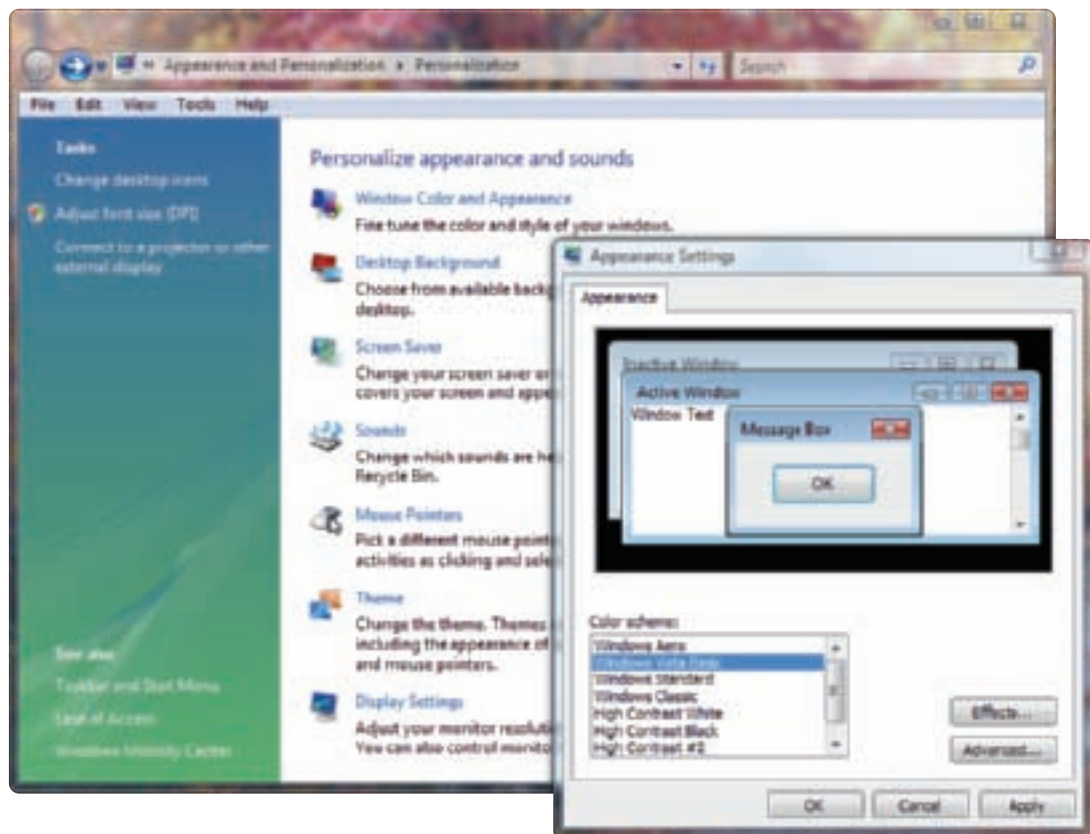 Appearance and Personalization ▸ Personalization
Search
File Edit View Tools Help
Tasks
Change desktop icons
Adjust font size (DPI)
Connect to a projector or other
external display
See also
Taskbar and Start Menu
Ease of Access
Windows Mobility Center
Personalize appearance and sounds
Window Color and Appearance
Fine tune the color and style of your windows.
Desktop Background
Choose from available backg
desktop.
Screen Saver
Change your screen saver or
covers your screen and appe
Sounds
Change which sounds are he
Recycle Bin.
Mouse Pointers
Pick a different mouse point
activities as clicking and sele
Theme
Change the theme. Themes
including the appearance of
and mouse pointers.
Display Settings
Adjust your monitor resoluti
You can also control monito
Appearance Settings
Appearance
Inactive Window
Active Window
Window Text
Message Box
OK
Color scheme:
Windows Aero
Windows Vista Basic
Windows Standard
Windows Classic
High Contrast White
High Contrast Black
High Contrast #2
Effects...
Advanced...
OK Cancel Apply